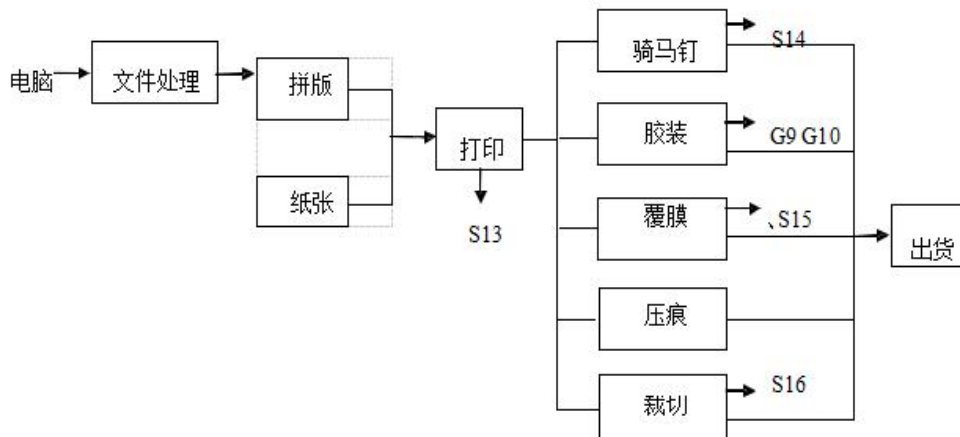 电脑
文件处理
拼版
纸张
打印
S13
骑马钉
S14
胶装
G9 G10
覆膜
、S15
压痕
裁切
S16
出货